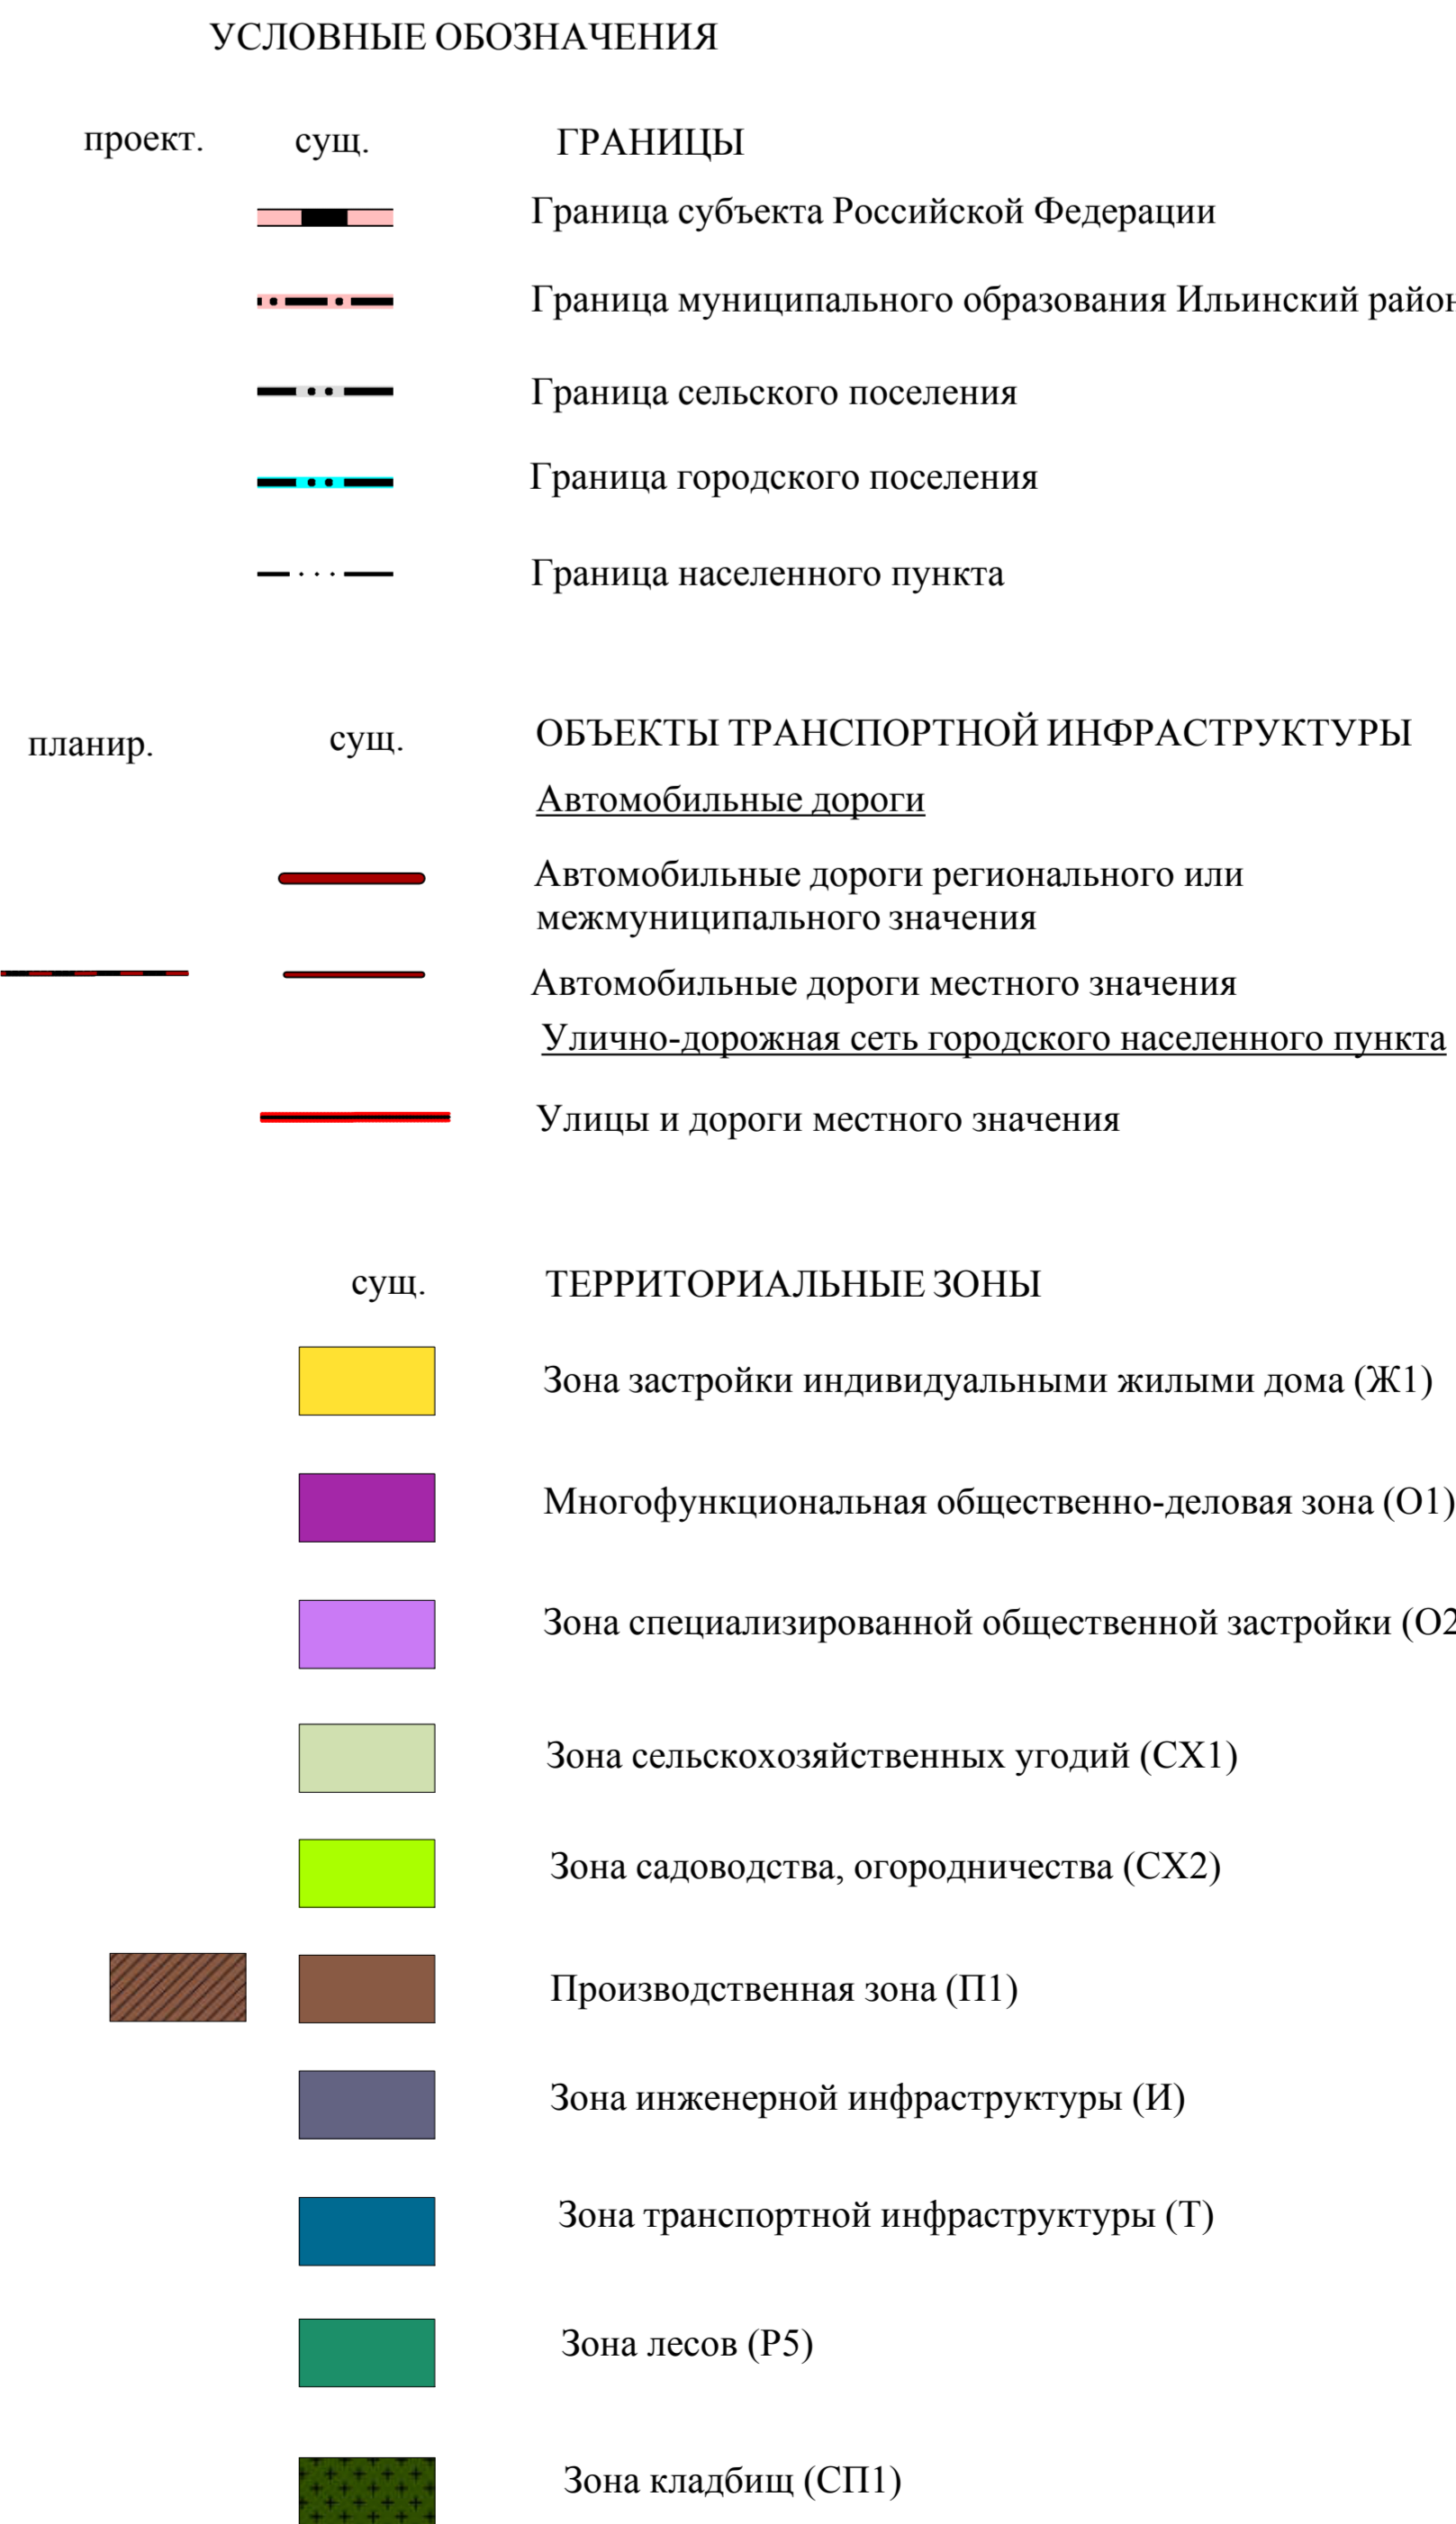 УСЛОВНЫЕ ОБОЗНАЧЕНИЯ
проект. сущ. ГРАНИЦЫ
Граница субъекта Российской Федерации
Граница муниципального образования Ильинский район
Граница сельского поселения
Граница городского поселения
Граница населенного пункта
планир. сущ. ОБЪЕКТЫ ТРАНСПОРТНОЙ ИНФРАСТРУКТУРЫ
Автомобильные дороги
Автомобильные дороги регионального или
межмуниципального значения
Автомобильные дороги местного значения
Улично-дорожная сеть городского населенного пункта
Улицы и дороги местного значения
сущ. ТЕРРИТОРИАЛЬНЫЕ ЗОНЫ
Зона застройки индивидуальными жилыми дома (Ж1)
Многофункциональная общественно-деловая зона (О1)
Зона специализированной общественной застройки (О2
Зона сельскохозяйственных угодий (СХ1)
Зона садоводства, огородничества (СХ2)
Производственная зона (П1)
Зона инженерной инфраструктуры (И)
Зона транспортной инфраструктуры (Т)
Зона лесов (Р5)
Зона кладбищ (СП1)